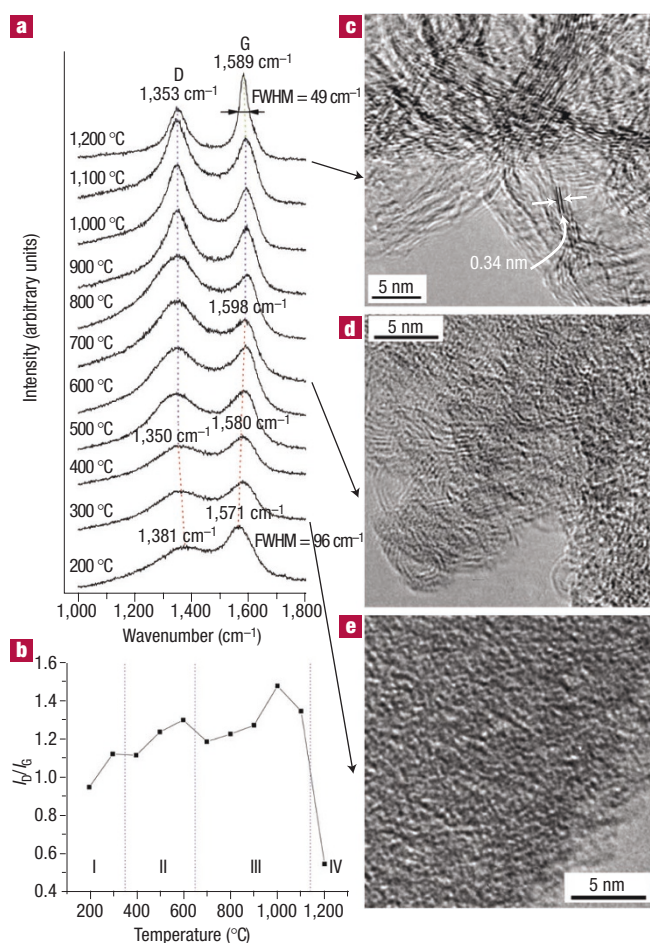 a
D
1,353 cm⁻¹
G
1,589 cm⁻¹
FWHM = 49 cm⁻¹
1,200 °C
1,100 °C
1,000 °C
900 °C
800 °C
1,598 cm⁻¹
700 °C
600 °C
500 °C
1,350 cm⁻¹
1,580 cm⁻¹
400 °C
300 °C
1,571 cm⁻¹
1,381 cm⁻¹
FWHM = 96 cm⁻¹
200 °C
Intensity (arbitrary units)
1,000 1,200 1,400 1,600 1,800
Wavenumber (cm⁻¹)
b
1.6
1.4
1.2
1.0
0.8
0.6
0.4
I_D/I_G
I II III IV
200 400 600 800 1,000 1,200
Temperature (°C)
c
0.34 nm
5 nm
d
5 nm
e
5 nm